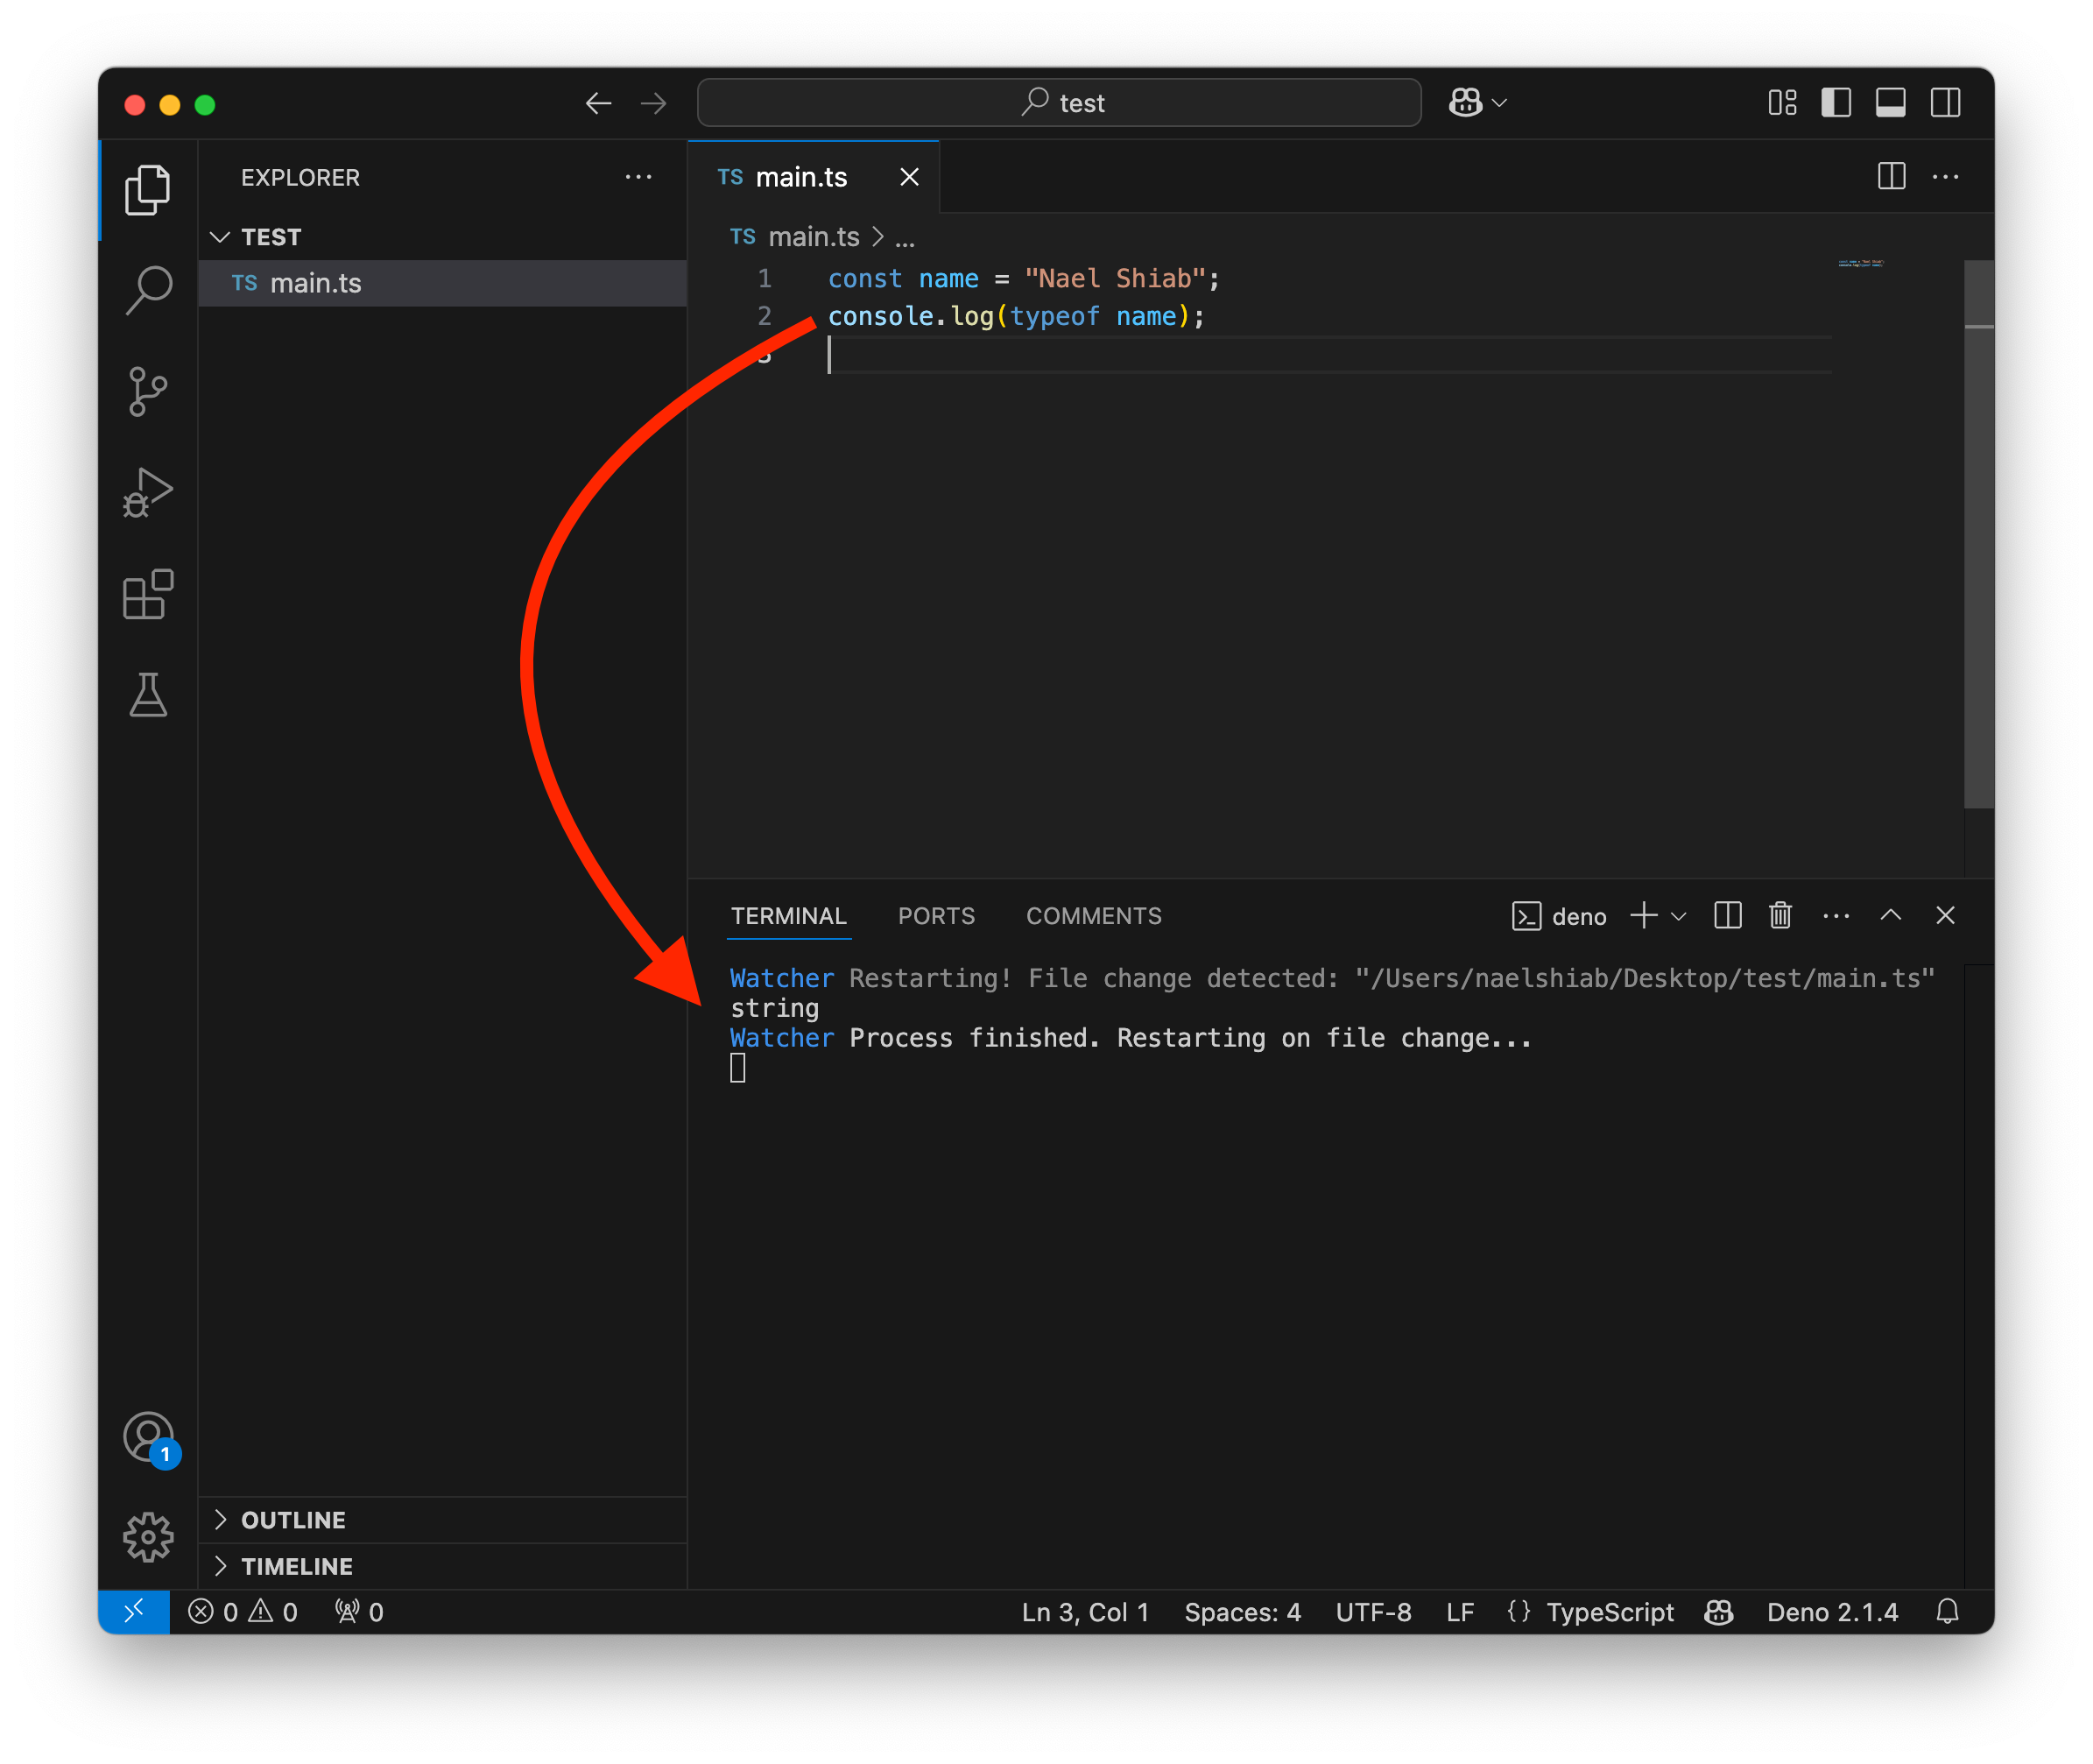 test
EXPLORER
TEST
TS main.ts
TS main.ts
TS main.ts > ...
1 const name = "Nael Shiab";
2 console.log(typeof name);
3
TERMINAL PORTS COMMENTS deno
Watcher Restarting! File change detected: "/Users/naelshiab/Desktop/test/main.ts"
string
Watcher Process finished. Restarting on file change...
1
OUTLINE
TIMELINE
0 0 0 Ln 3, Col 1 Spaces: 4 UTF-8 LF {} TypeScript Deno 2.1.4